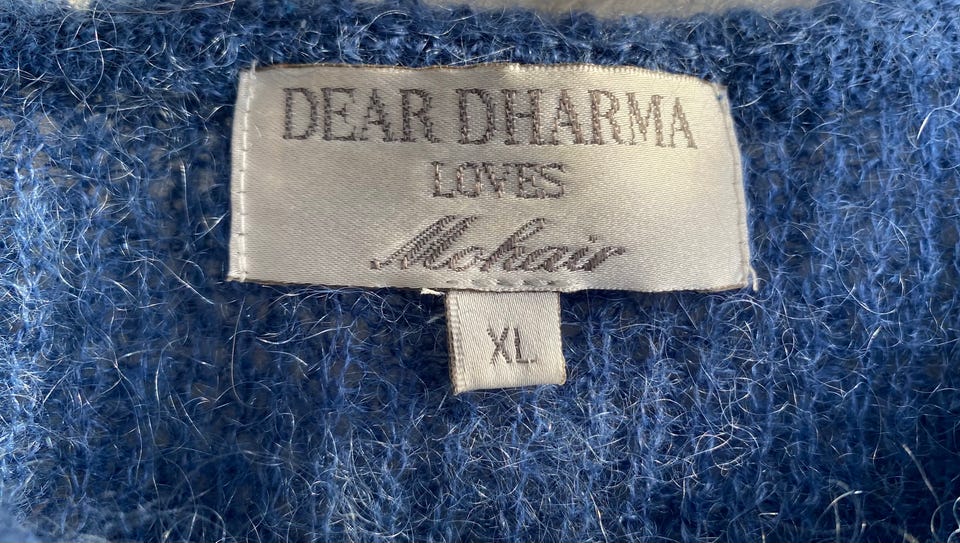 DEAR DHARMA
LOVES
Mohair
XL